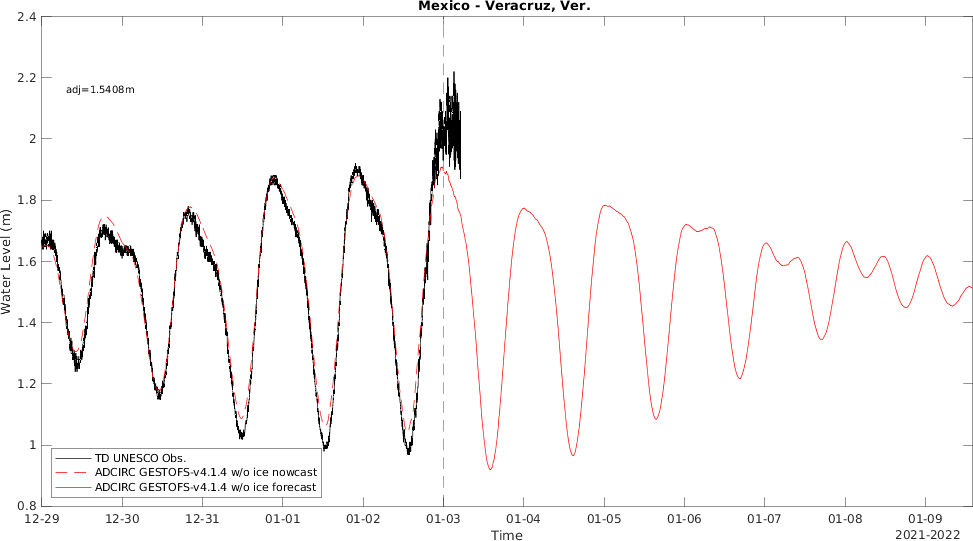 Mexico - Veracruz, Ver.
2.4
2.2
2
1.8
1.6
1.4
1.2
1
0.8
Water Level (m)
adj=1.5408m
TD UNESCO Obs.
ADCIRC GESTOFS-v4.1.4 w/o ice nowcast
ADCIRC GESTOFS-v4.1.4 w/o ice forecast
12-29 12-30 12-31 01-01 01-02 01-03 01-04 01-05 01-06 01-07 01-08 01-09
Time
2021-2022